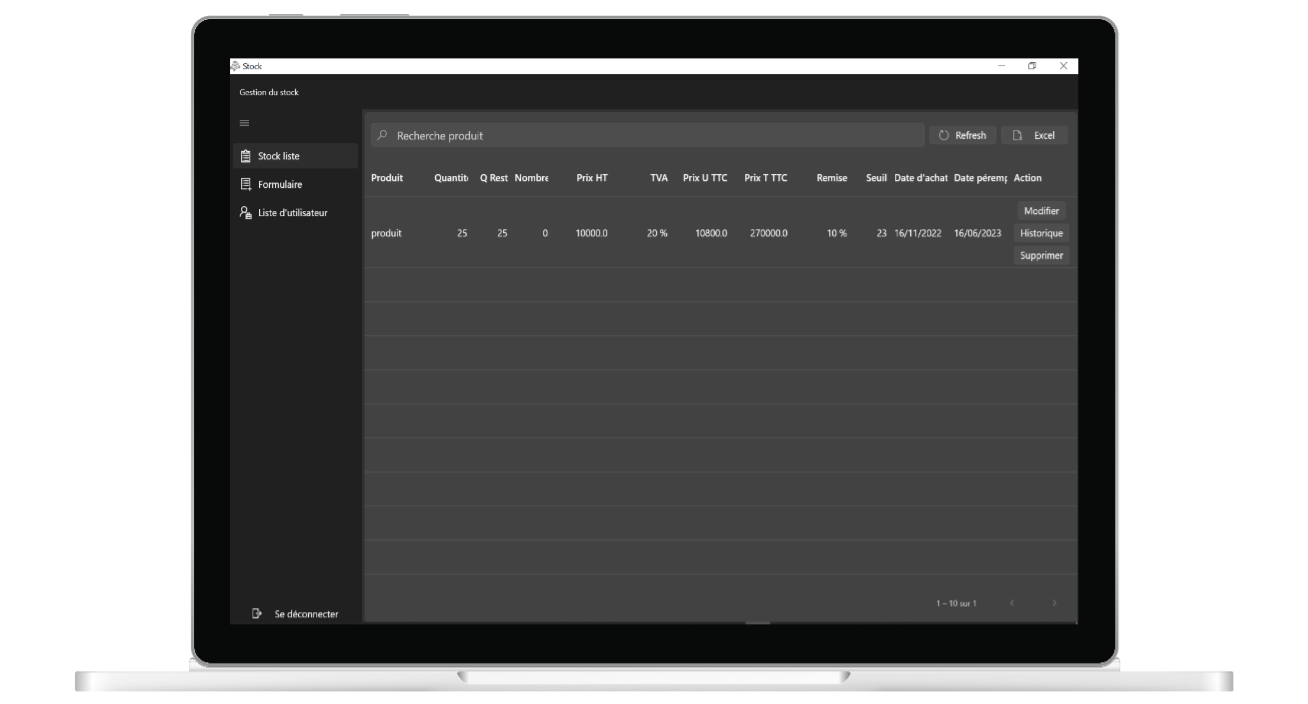 Stock
Gestion du stock
Recherche produit
Refresh
Excel
Stock liste
Formulaire
Liste d'utilisateur
Produit Quantit Q Rest Nombre Prix HT TVA Prix U TTC Prix T TTC Remise Seuil Date d'achat Date péremp Action
Modifier
produit 25 25 0 10000.0 20 % 10800.0 270000.0 10 % 23 16/11/2022 16/06/2023 Historique
Supprimer
1 – 10 sur 1
Se déconnecter